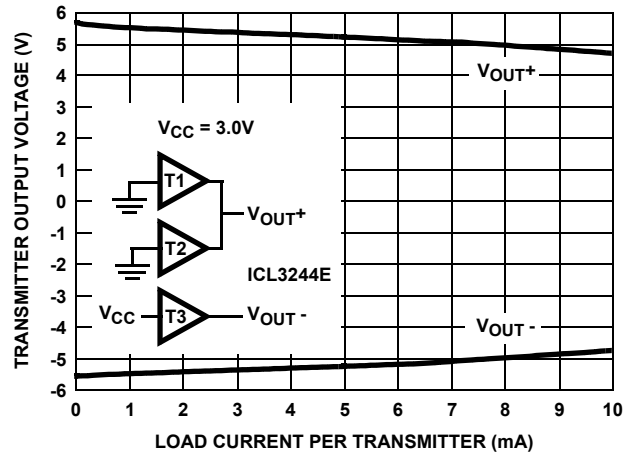 TRANSMITTER OUTPUT VOLTAGE (V)
6
5
4
3
2
1
0
-1
-2
-3
-4
-5
-6
VOUT+
VCC = 3.0V
T1
VOUT+
T2
ICL3244E
VCC
T3
VOUT -
VOUT -
0 1 2 3 4 5 6 7 8 9 10
LOAD CURRENT PER TRANSMITTER (mA)